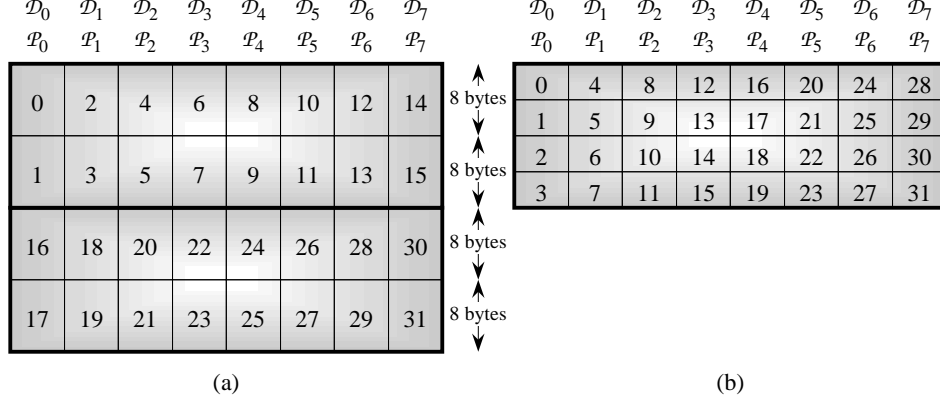 𝒟0 𝒟1 𝒟2 𝒟3 𝒟4 𝒟5 𝒟6 𝒟7
𝒫0 𝒫1 𝒫2 𝒫3 𝒫4 𝒫5 𝒫6 𝒫7
0 2 4 6 8 10 12 14
8 bytes
1 3 5 7 9 11 13 15
8 bytes
16 18 20 22 24 26 28 30
8 bytes
17 19 21 23 25 27 29 31
8 bytes
(a)
𝒟0 𝒟1 𝒟2 𝒟3 𝒟4 𝒟5 𝒟6 𝒟7
𝒫0 𝒫1 𝒫2 𝒫3 𝒫4 𝒫5 𝒫6 𝒫7
0 4 8 12 16 20 24 28
1 5 9 13 17 21 25 29
2 6 10 14 18 22 26 30
3 7 11 15 19 23 27 31
(b)